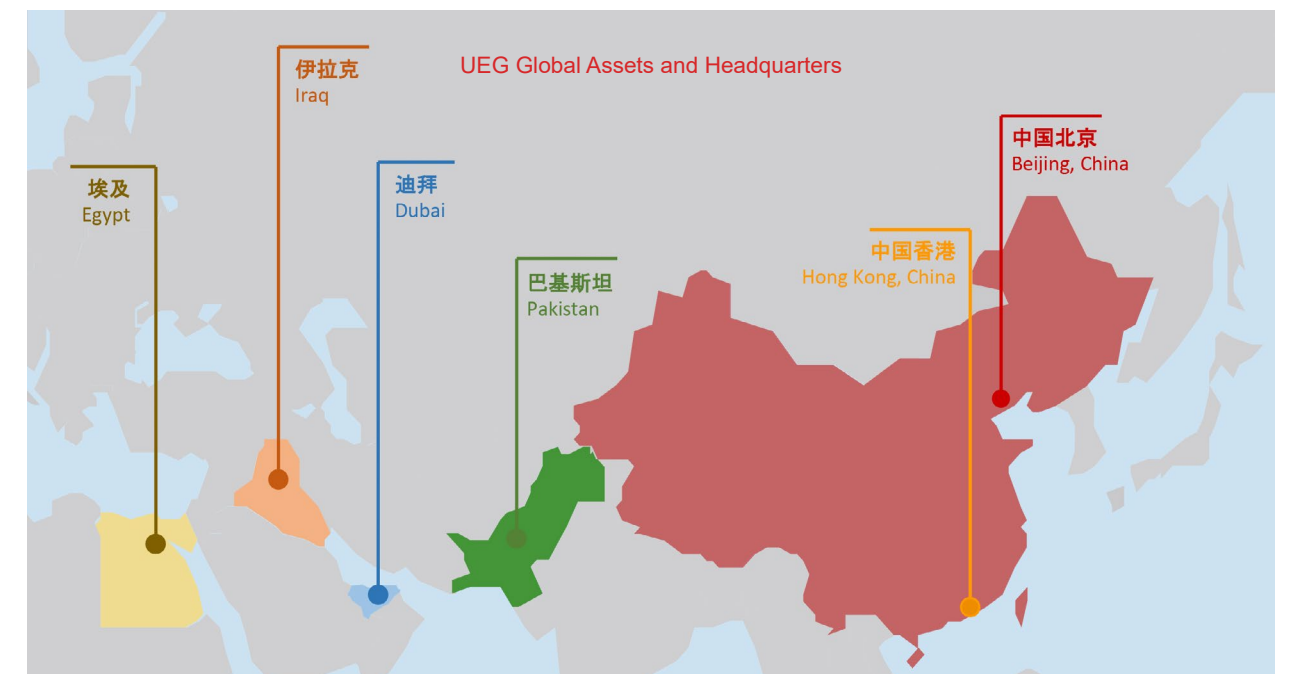 UEG Global Assets and Headquarters
伊拉克
Iraq
中国北京
Beijing, China
埃及
Egypt
迪拜
Dubai
中国香港
Hong Kong, China
巴基斯坦
Pakistan